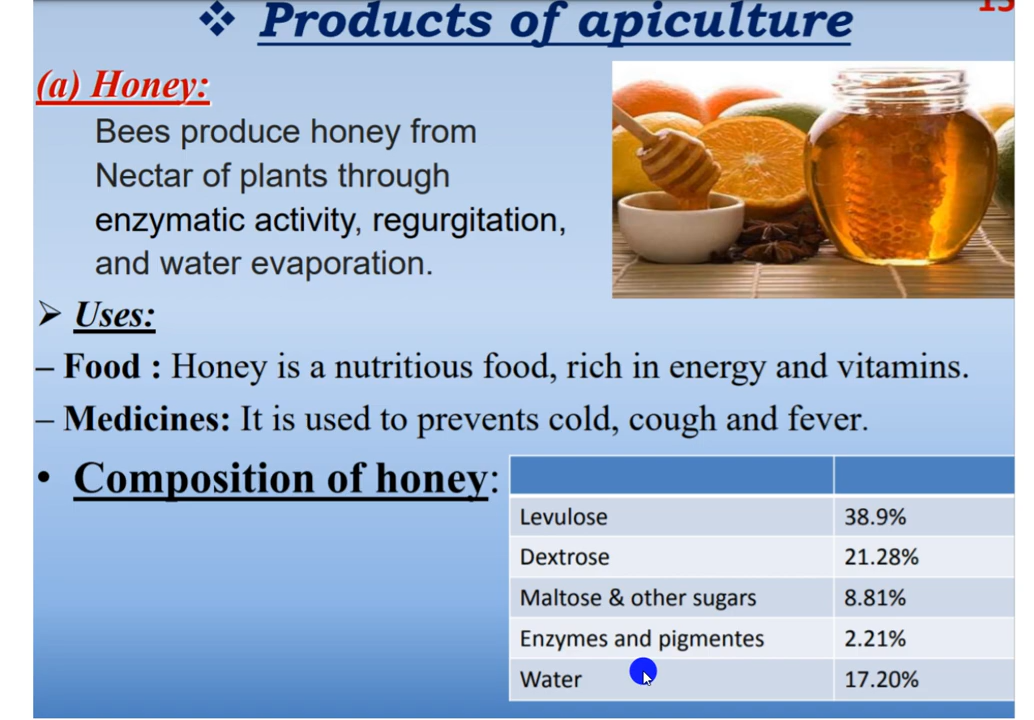 15
❖ Products of apiculture
(a) Honey:
Bees produce honey from
Nectar of plants through
enzymatic activity, regurgitation,
and water evaporation.
➢ Uses:
– Food : Honey is a nutritious food, rich in energy and vitamins.
– Medicines: It is used to prevents cold, cough and fever.
• Composition of honey:
Levulose 38.9%
Dextrose 21.28%
Maltose & other sugars 8.81%
Enzymes and pigmentes 2.21%
Water 17.20%